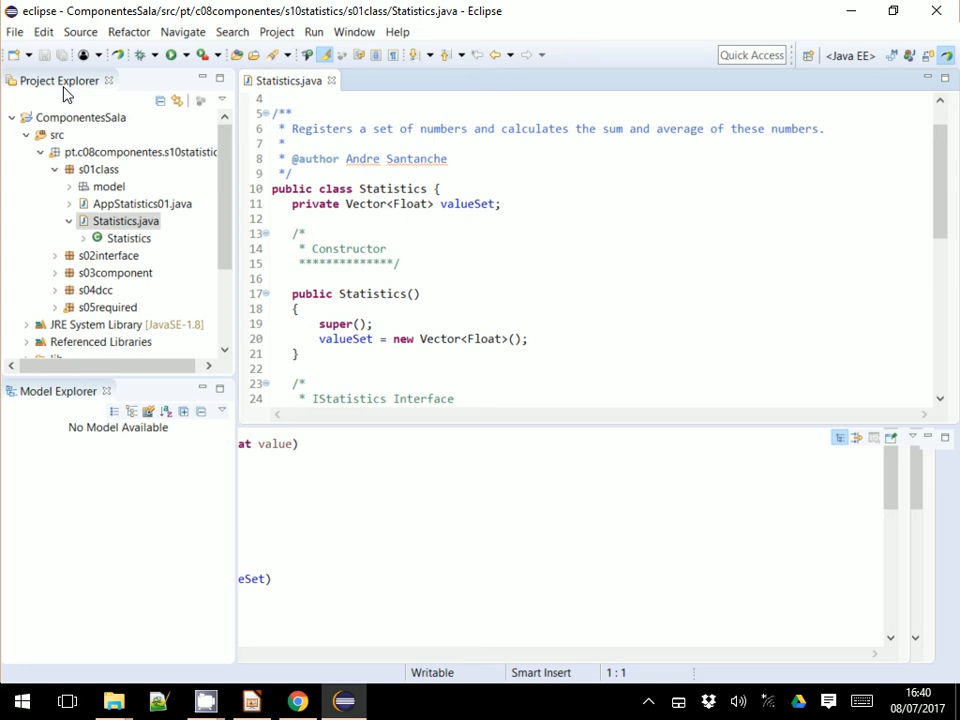 eclipse - ComponentesSala/src/pt/c08componentes/s10statistics/s01class/Statistics.java - Eclipse
File Edit Source Refactor Navigate Search Project Run Window Help
Quick Access
<Java EE>
Project Explorer
ComponentesSala
src
pt.c08componentes.s10statistic
s01class
model
AppStatistics01.java
Statistics.java
Statistics
s02interface
s03component
s04dcc
s05required
JRE System Library [JavaSE-1.8]
Referenced Libraries
lib
Model Explorer
No Model Available
Statistics.java
4
5 /**
6 * Registers a set of numbers and calculates the sum and average of these numbers.
7 *
8 * @author Andre Santanche
9 */
10 public class Statistics {
11 private Vector<Float> valueSet;
12
13 /*
14 * Constructor
15 **************/
16
17 public Statistics()
18 {
19 super();
20 valueSet = new Vector<Float>();
21 }
22
23 /*
24 * IStatistics Interface
at value)
eSet)
Writable
Smart Insert
1 : 1
16:40
08/07/2017